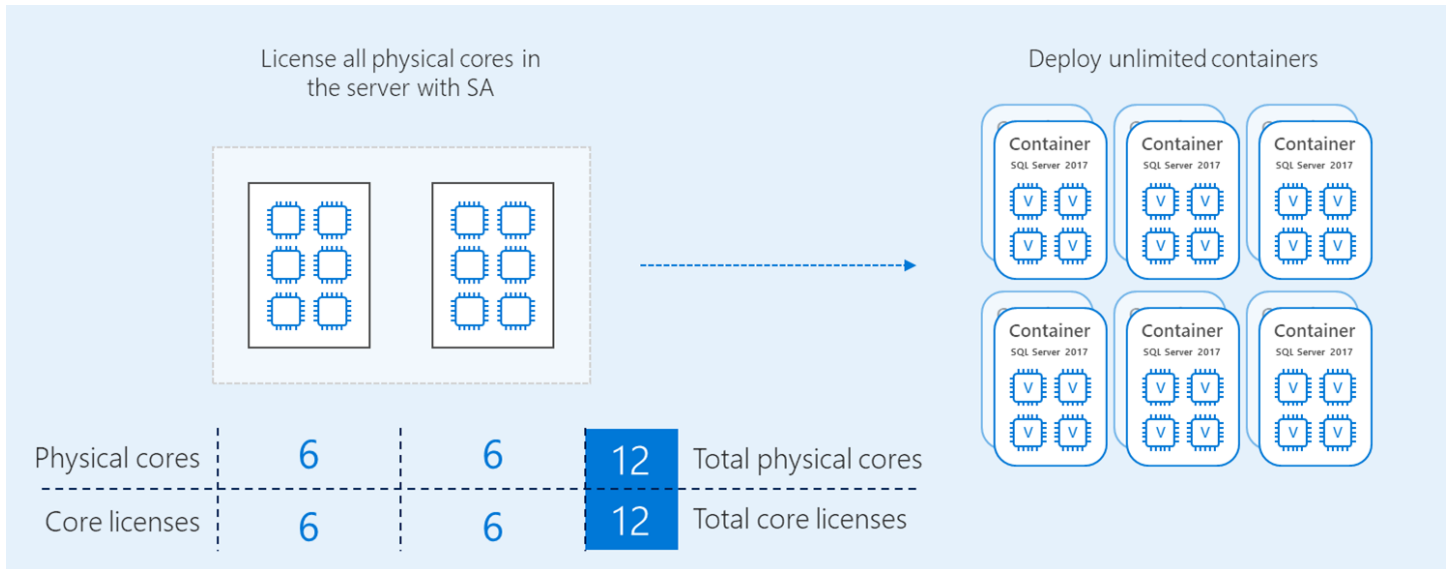 License all physical cores in
the server with SA
Deploy unlimited containers
Container
SQL Server 2017
V V
V V
Container
SQL Server 2017
V V
V V
Container
SQL Server 2017
V V
V V
Container
SQL Server 2017
V V
V V
Container
SQL Server 2017
V V
V V
Container
SQL Server 2017
V V
V V
Physical cores 6 6 12 Total physical cores
Core licenses 6 6 12 Total core licenses